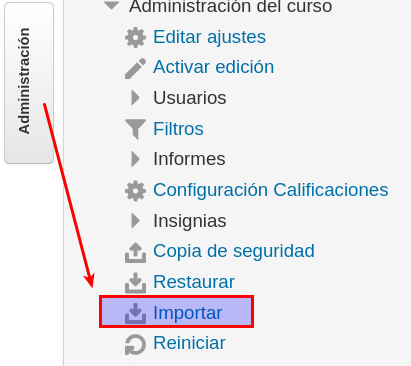 Administración
Administración del curso
Editar ajustes
Activar edición
Usuarios
Filtros
Informes
Configuración Calificaciones
Insignias
Copia de seguridad
Restaurar
Importar
Reiniciar